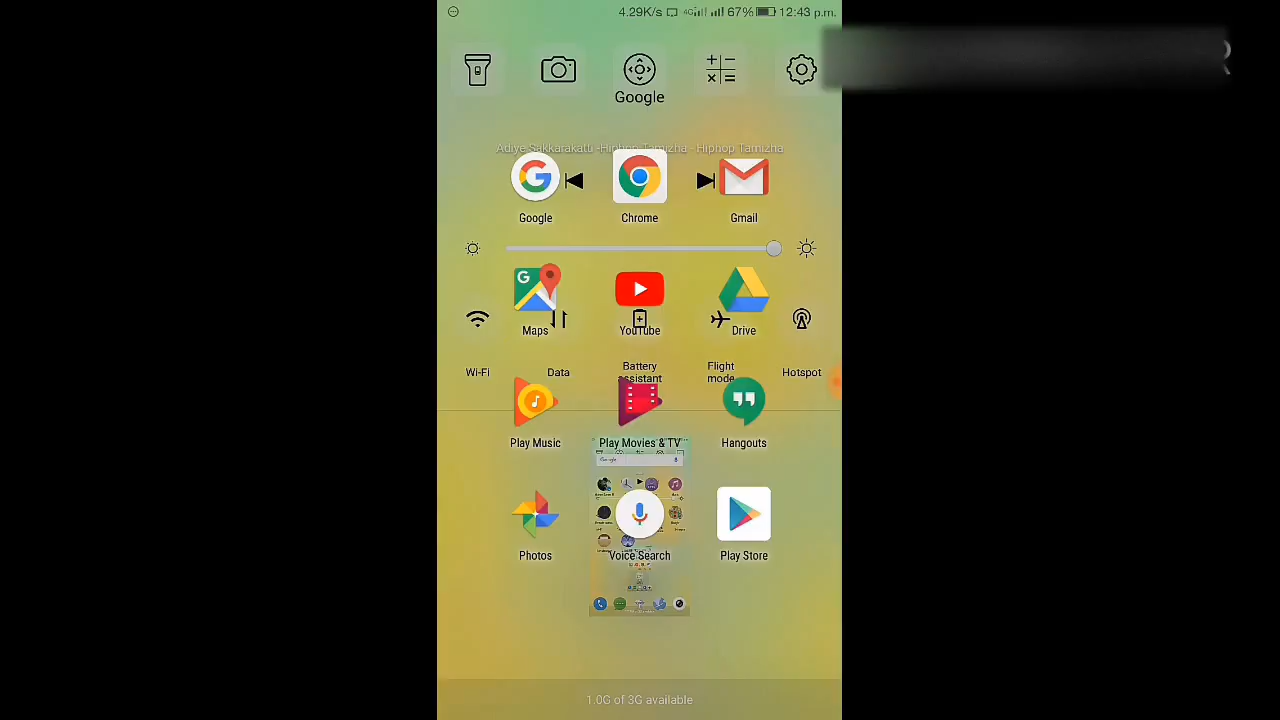 4.29K/s 4G 67% 12:43 p.m.
Google
Adiye Sakkarakatti -Hiphop Tamizha - Hiphop Tamizha
Google Chrome Gmail
Maps YouTube Drive
Wi-Fi Data Battery assistant Flight mode Hotspot
Play Music Play Movies & TV Hangouts
Google
Photos Voice Search Play Store
1.0G of 3G available